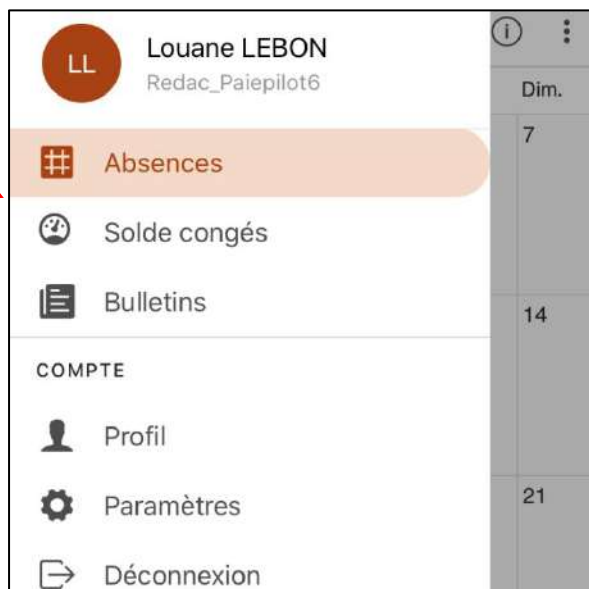 LL
Louane LEBON
Redac_Paiepilot6
Absences
Solde congés
Bulletins
COMPTE
Profil
Paramètres
Déconnexion
Dim.
7
14
21